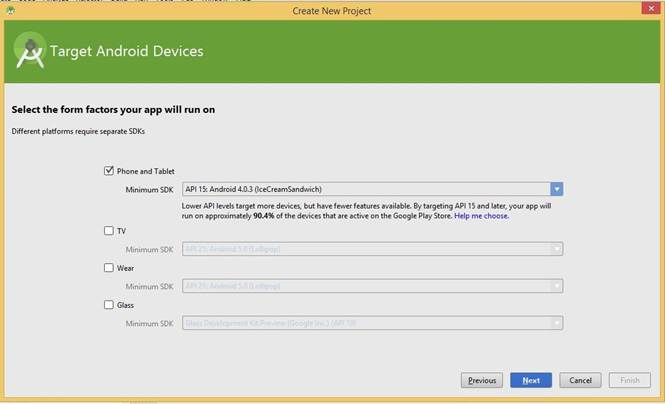 Create New Project
Target Android Devices
Select the form factors your app will run on
Different platforms require separate SDKs
Phone and Tablet
Minimum SDK
API 15: Android 4.0.3 (IceCreamSandwich)
Lower API levels target more devices, but have fewer features available. By targeting API 15 and later, your app will
run on approximately 90.4% of the devices that are active on the Google Play Store. Help me choose.
TV
Minimum SDK
API 21: Android 5.0 (Lollipop)
Wear
Minimum SDK
API 21: Android 5.0 (Lollipop)
Glass
Minimum SDK
Glass Development Kit Preview (Google Inc.) (API 19)
Previous
Next
Cancel
Finish